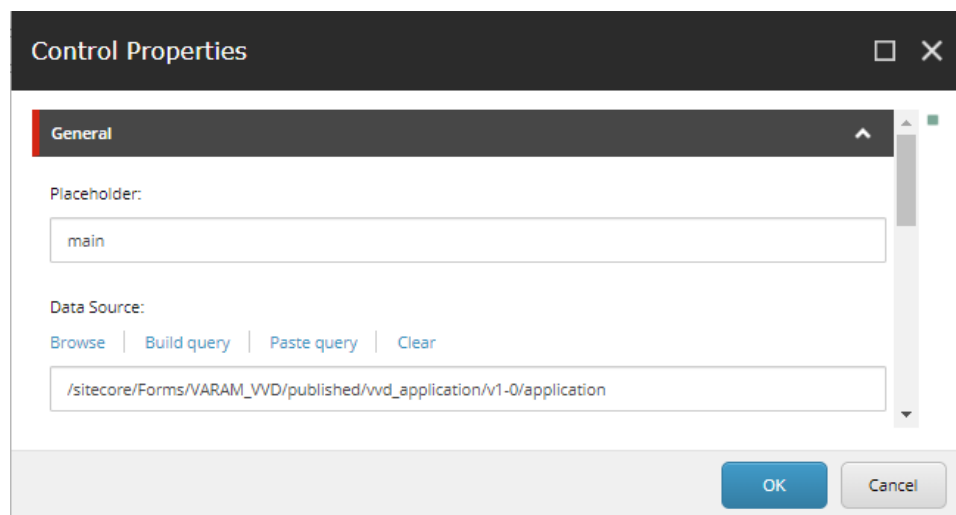 Control Properties
General
Placeholder:
main
Data Source:
Browse Build query Paste query Clear
/sitecore/Forms/VARAM_VVD/published/vvd_application/v1-0/application
OK Cancel